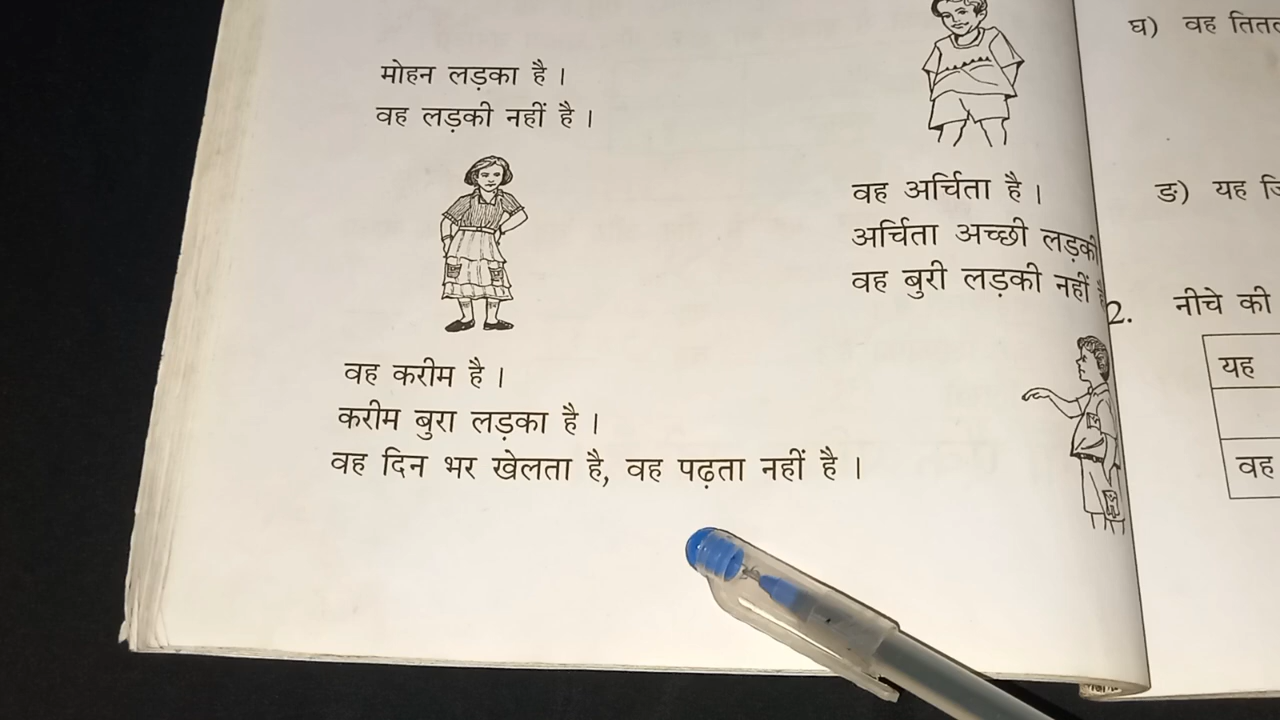 मोहन लड़का है ।
वह लड़की नहीं है ।
वह अर्चिता है ।
अर्चिता अच्छी लड़की
वह बुरी लड़की नहीं
वह करीम है ।
करीम बुरा लड़का है ।
वह दिन भर खेलता है, वह पढ़ता नहीं है ।
घ) वह
ङ) यह
2. नीचे की
यह
वह